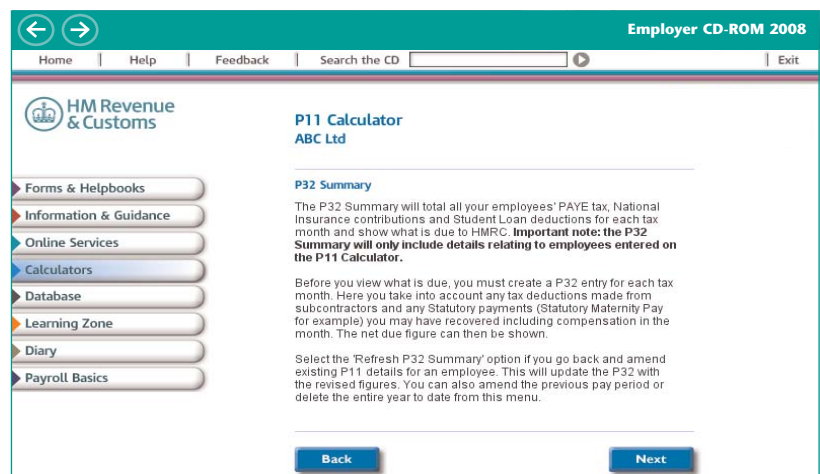 Employer CD-ROM 2008
Home | Help | Feedback | Search the CD | Exit
HM Revenue
& Customs
P11 Calculator
ABC Ltd
Forms & Helpbooks
Information & Guidance
Online Services
Calculators
Database
Learning Zone
Diary
Payroll Basics
P32 Summary
The P32 Summary will total all your employees' PAYE tax, National
Insurance contributions and Student Loan deductions for each tax
month and show what is due to HMRC. Important note: the P32
Summary will only include details relating to employees entered on
the P11 Calculator.
Before you view what is due, you must create a P32 entry for each tax
month. Here you take into account any tax deductions made from
subcontractors and any Statutory payments (Statutory Maternity Pay
for example) you may have recovered including compensation in the
month. The net due figure can then be shown.
Select the 'Refresh P32 Summary' option if you go back and amend
existing P11 details for an employee. This will update the P32 with
the revised figures. You can also amend the previous pay period or
delete the entire year to date from this menu.
Back
Next